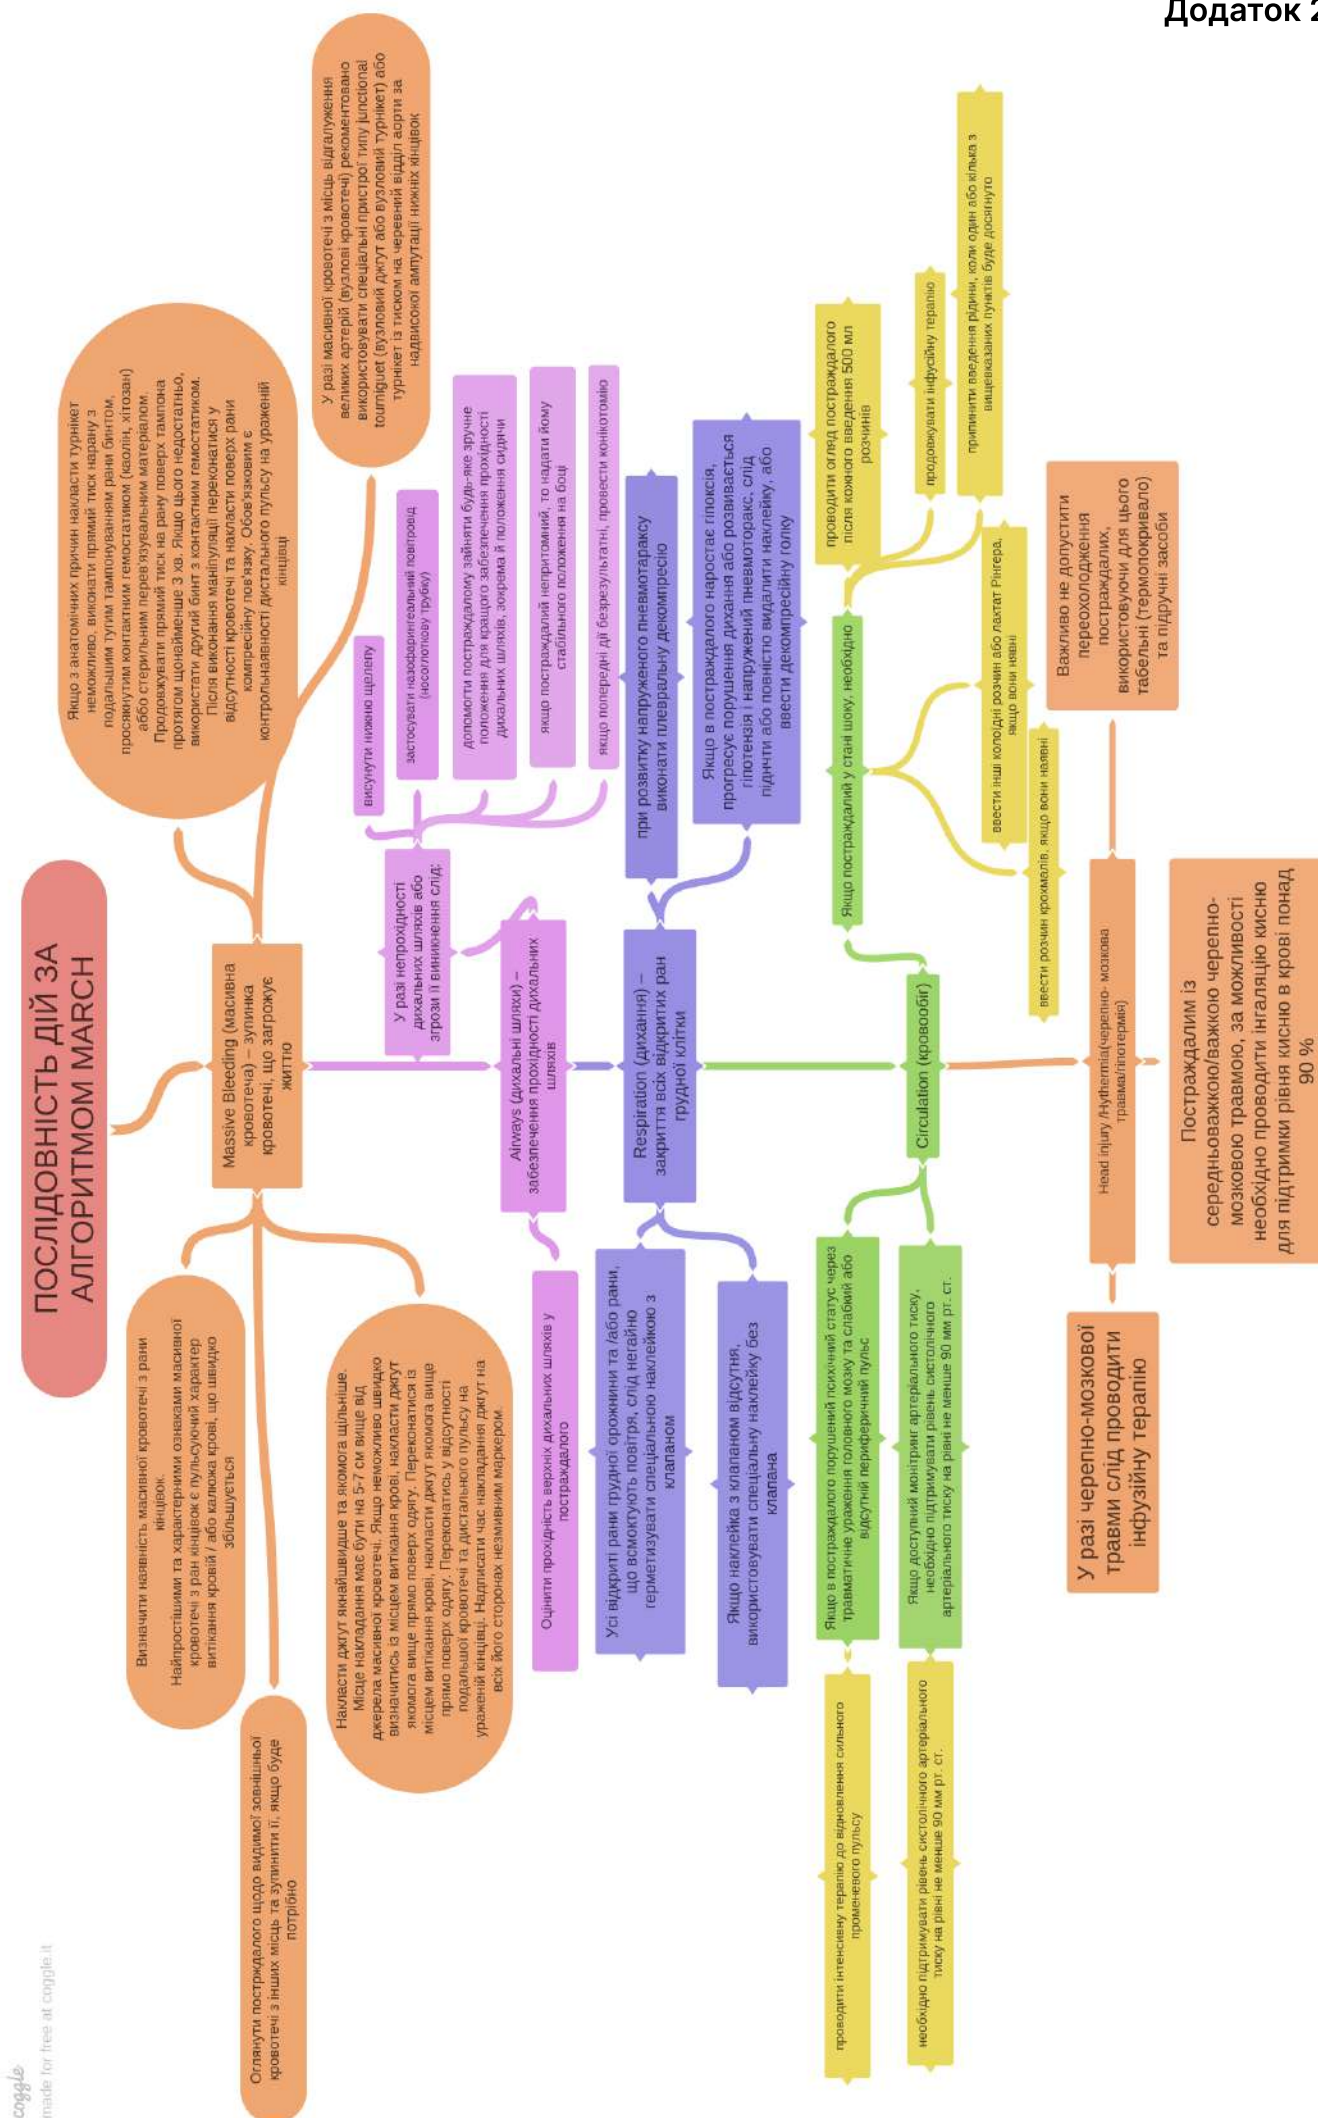 Додаток 2
ПОСЛІДОВНІСТЬ ДІЙ ЗА
АЛГОРИТМОМ MARCH
Massive Bleeding (масивна
кровотеча) – зупинка
кровотечі, що загрожує
життю
Визначити наявність масивної кровотечі з рани
кінцівок.
Найпростішими та характерними ознаками масивної
кровотечі з ран кінцівок є пульсуючий характер
витікання кровій / або калюжа крові, що швидко
збільшується
Оглянути постраждалого щодо видимої зовнішньої
кровотечі з інших місць та зупинити її, якщо буде
потрібно
Накласти джгут якнайшвидше та якомога щільніше.
Місце накладання має бути на 5-7 см вище від
джерела масивної кровотечі. Якщо неможливо швидко
визначитись із місцем витікання крові, накласти джгут
якомога вище прямо поверх одягу. Переконатися із
місцем витікання крові, накласти джгут якомога вище
прямо поверх одягу. Переконатись у відсутності
подальшої кровотечі та дистального пульсу на
ураженій кінцівці. Надписати час накладання джгут на
всіх його сторонах незмивним маркером.
Якщо з анатомічних причин накласти турнікет
неможливо, виконати прямий тиск нарану з
подальшим тугим тампонуванням рани бинтом,
просякнутим контактним гемостатиком (каолін, хітозан)
аббо стерильним перев'язувальним матеріалом.
Продовжувати прямий тиск на рану поверх тампона
протягом щонайменше 3 хв. Якщо цього недостатньо,
використати другий бинт з контактним гемостатиком.
Після виконання маніпуляції переконатися у
відсутності кровотечі та накласти поверх рани
компресійну пов'язку. Обов'язковим є
контрольнаявності дистального пульсу на ураженій
кінцівці
У разі масивної кровотечі з місць відгалуження
великих артерій (вузлові кровотечі) рекоментовано
використовувати спеціальні пристрої типу junctional
tourniguet (вузловий джгут або вузловий турнікет) або
турнікет із тиском на черевний відділ аорти за
надвисокої ампутації нижніх кінцівок
Airways (дихальні шляхи) –
забезпечення прохідності дихальних
шляхів
Оцінити прохідність верхніх дихальних шляхів у
постраждалого
У разі непрохідності
дихальних шляхів або
згрози її виникнення слід:
висунути нижню щелепу
застосувати назофарингеальний повітровід
(носоглоткову трубку)
допомогти постраждалому зайняти будь-яке зручне
положення для кращого забезпечення прохідності
дихальних шляхів, зокрема й положення сидячи
якщо постраждалий непритомний, то надати йому
стабільного положення на боці
якщо попередні дії безрезультатні, провести конікотомію
Respiration (дихання) –
закриття всіх відкритих ран
грудної клітки
Усі відкриті рани грудної орожнини та /або рани,
що всмоктують повітря, слід негайно
герметизувати спеціальною наклейкою з
клапаном
Якщо наклейка з клапаном відсутня,
використовувати спеціальну наклейку без
клапана
при розвитку напруженого пневмотараксу
виконати плевральну декомпресію
Якщо в постраждалого наростає гіпоксія,
прогресує порушення дихання або розвивається
гіпотензія і напружений пневмоторакс, слід
піднчти або повністю видалити наклейку, або
ввести декомпресійну голку
Circulation (кровообіг)
Якщо в постраждалого порушений психічний статус через
травматичне ураження головного мозку та слабкий або
відсутній периферичний пульс
проводити інтенсивну терапію до відновлення сильного
променевого пульсу
Якщо доступний монітринг артеріального тиску,
необхідно підтримувати рівень систолічного
артеріального тиску на рівні не менше 90 мм рт. ст.
необхідно підтримувати рівень систолічного артеріального
тиску на рівні не менше 90 мм рт. ст.
Якщо постраждалий у стані шоку, необхідно
проводити огляд постраждалого
після кожного введення 500 мл
розчинів
продовжувати інфусійну терапію
припинити введення рідини, коли один або кілька з
вищевказаних пунктів буде досягнуто
ввести інші колоїдні розчин або лактат Рінгера,
якщо вони нявні
ввести розчин крохмалів, якщо вони наявні
Head injury /Hythermia(черепно- мозкова
травма/гіпотермія)
У разі черепно-мозкової
травми слід проводити
інфузійну терапію
Важливо не допустити
переохолодження
постраждалих,
використовуючи для цього
табельні (термопокривало)
та підручні засоби
Постраждалим із
середньоважкою/важкою черепно-
мозковою травмою, за можливості
необхідно проводити інгаляцію кисню
для підтримки рівня кисню в крові понад
90 %
coggle
made for free at coggle.it